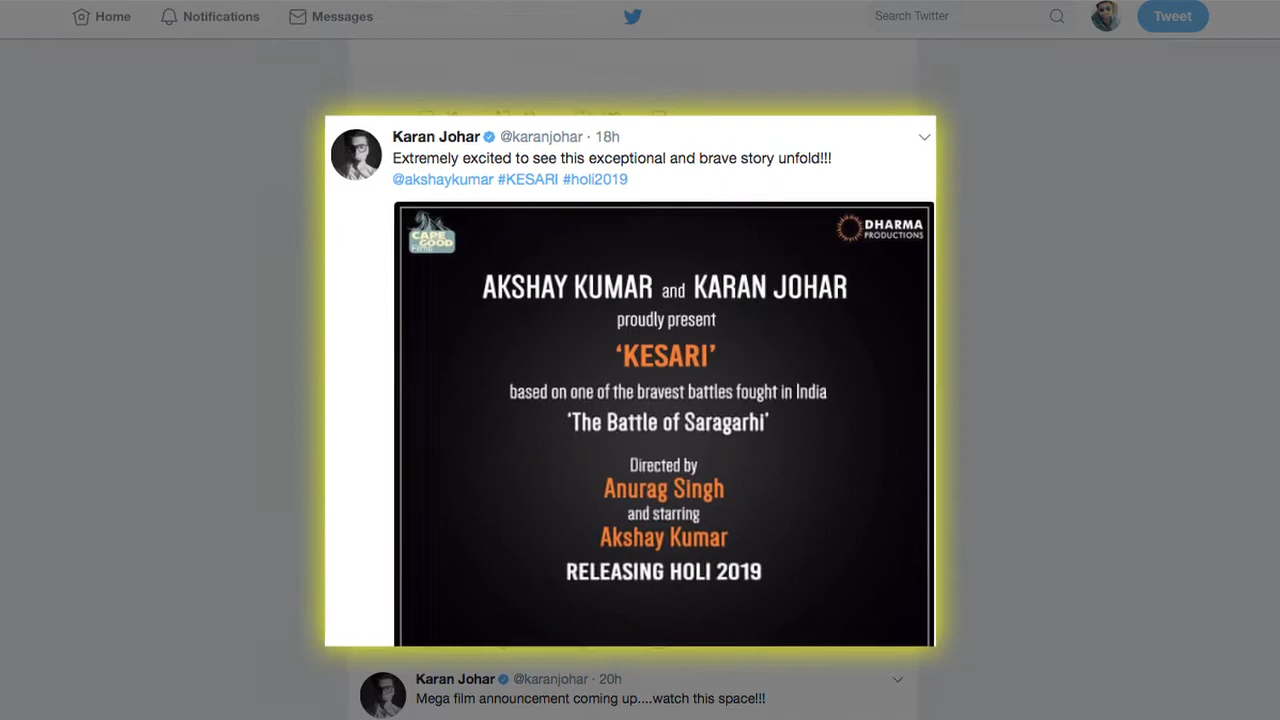 Home Notifications Messages Search Twitter Tweet
Karan Johar @karanjohar · 18h
Extremely excited to see this exceptional and brave story unfold!!!
@akshaykumar #KESARI #holi2019
CAPE GOOD Films
DHARMA
PRODUCTIONS
AKSHAY KUMAR and KARAN JOHAR
proudly present
‘KESARI’
based on one of the bravest battles fought in India
'The Battle of Saragarhi'
Directed by
Anurag Singh
and starring
Akshay Kumar
RELEASING HOLI 2019
Karan Johar @karanjohar · 20h
Mega film announcement coming up....watch this space!!!